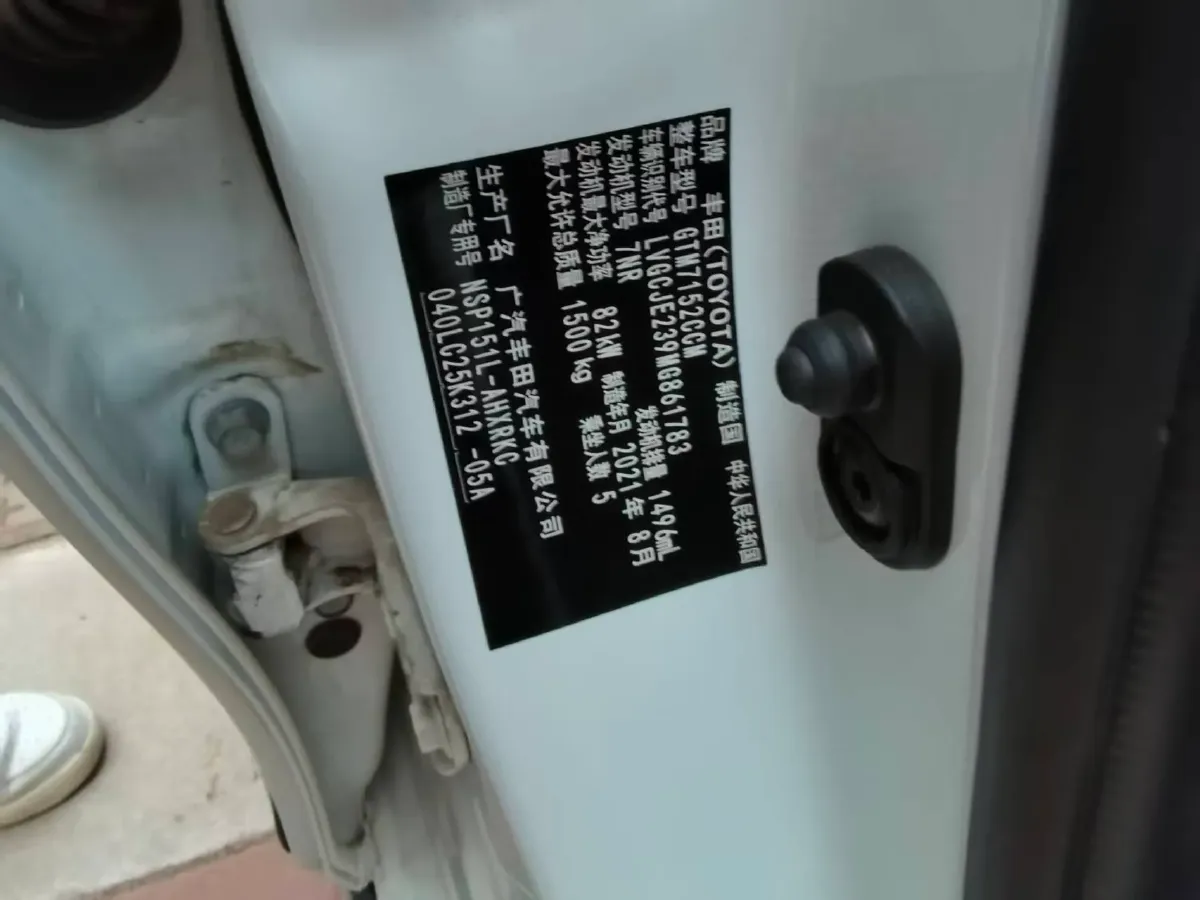 品牌 丰田(TOYOTA) 制造国 中华人民共和国
整车型号 GTM7152CCM
车辆识别代号 LVGCJE239MG861783
发动机型号 7NR 发动机排量 1496mL
发动机最大净功率 82kW 制造年月 2021年 8月
最大允许总质量 1500kg 乘坐人数 5
生产厂名 广汽丰田汽车有限公司
制造厂专用号 NSP151L-AHXRKC
040LC25K312 -05A